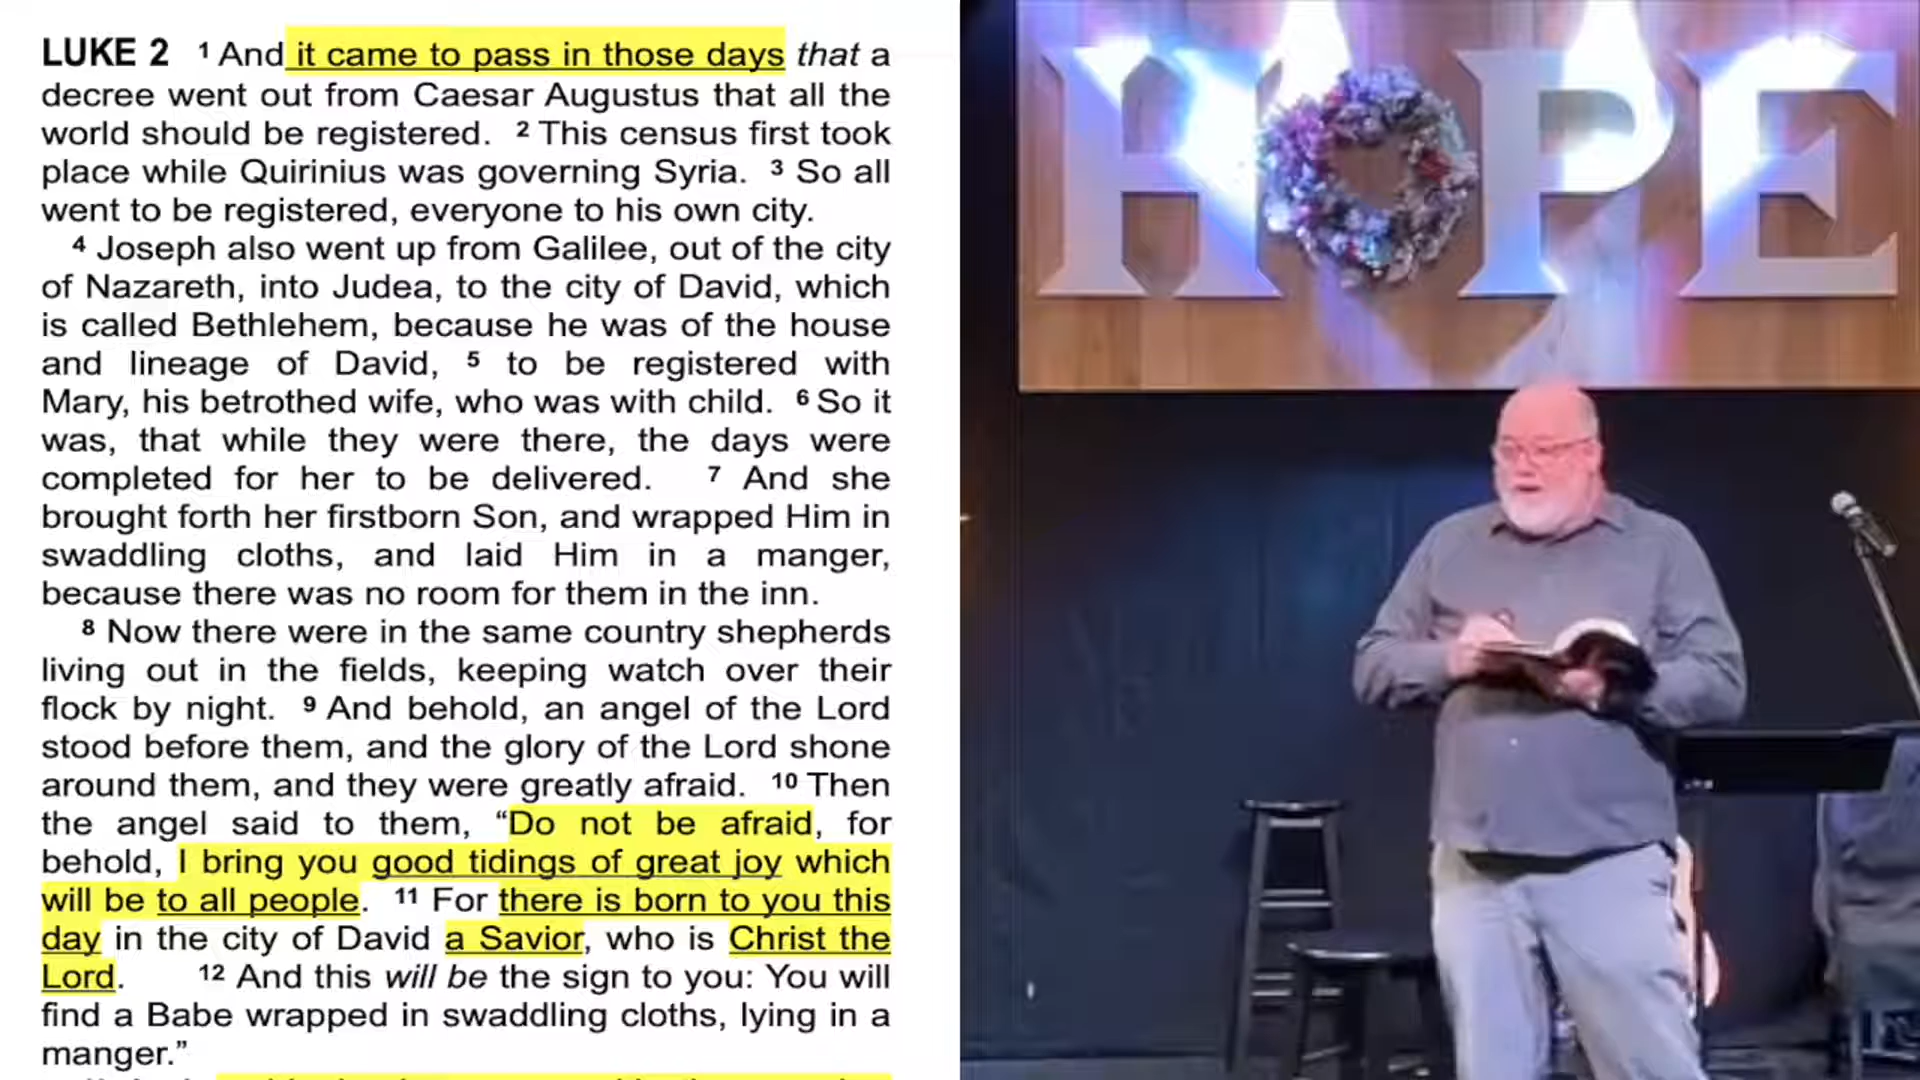 LUKE 2 1 And it came to pass in those days that a
decree went out from Caesar Augustus that all the
world should be registered. 2 This census first took
place while Quirinius was governing Syria. 3 So all
went to be registered, everyone to his own city.
4 Joseph also went up from Galilee, out of the city
of Nazareth, into Judea, to the city of David, which
is called Bethlehem, because he was of the house
and lineage of David, 5 to be registered with
Mary, his betrothed wife, who was with child. 6 So it
was, that while they were there, the days were
completed for her to be delivered. 7 And she
brought forth her firstborn Son, and wrapped Him in
swaddling cloths, and laid Him in a manger,
because there was no room for them in the inn.
8 Now there were in the same country shepherds
living out in the fields, keeping watch over their
flock by night. 9 And behold, an angel of the Lord
stood before them, and the glory of the Lord shone
around them, and they were greatly afraid. 10 Then
the angel said to them, “Do not be afraid, for
behold, I bring you good tidings of great joy which
will be to all people. 11 For there is born to you this
day in the city of David a Savior, who is Christ the
Lord. 12 And this will be the sign to you: You will
find a Babe wrapped in swaddling cloths, lying in a
manger.”
HOPE